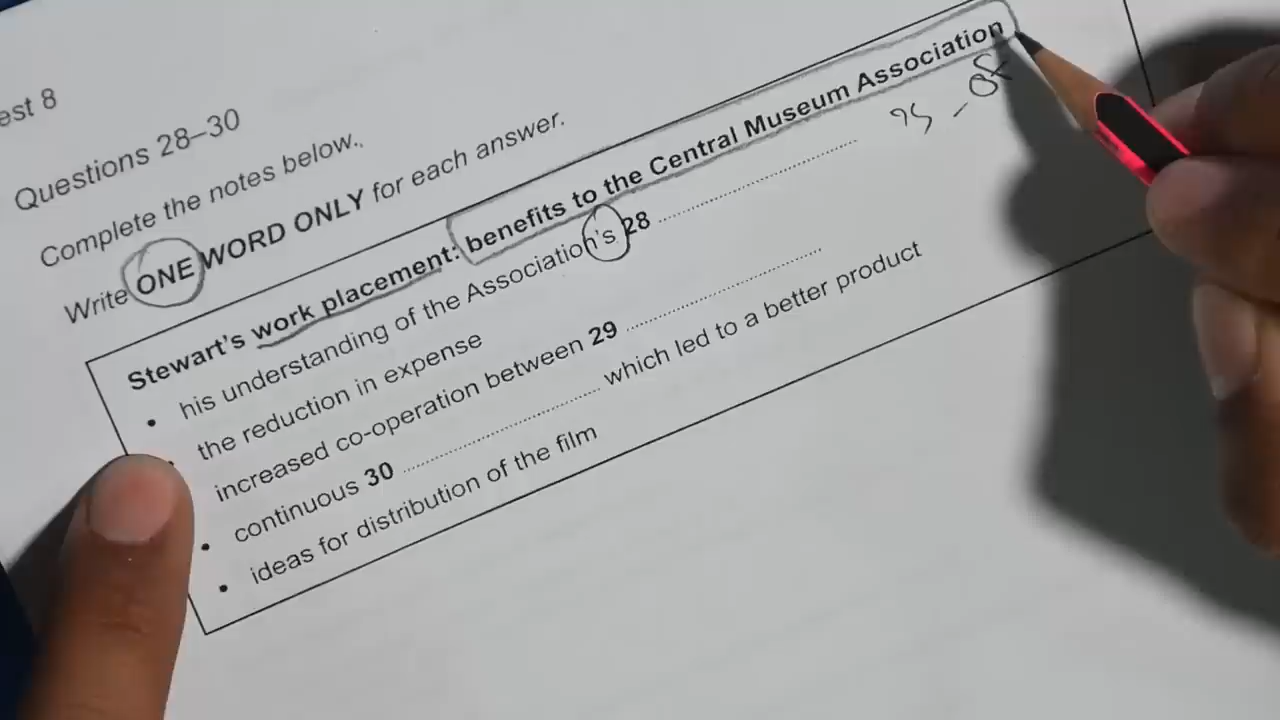 est 8
Questions 28–30
Complete the notes below.
Write ONE WORD ONLY for each answer.
Stewart's work placement: benefits to the Central Museum Association
• his understanding of the Association's 28 ....................
the reduction in expense
increased co-operation between 29 ....................
• continuous 30 .................... which led to a better product
• ideas for distribution of the film